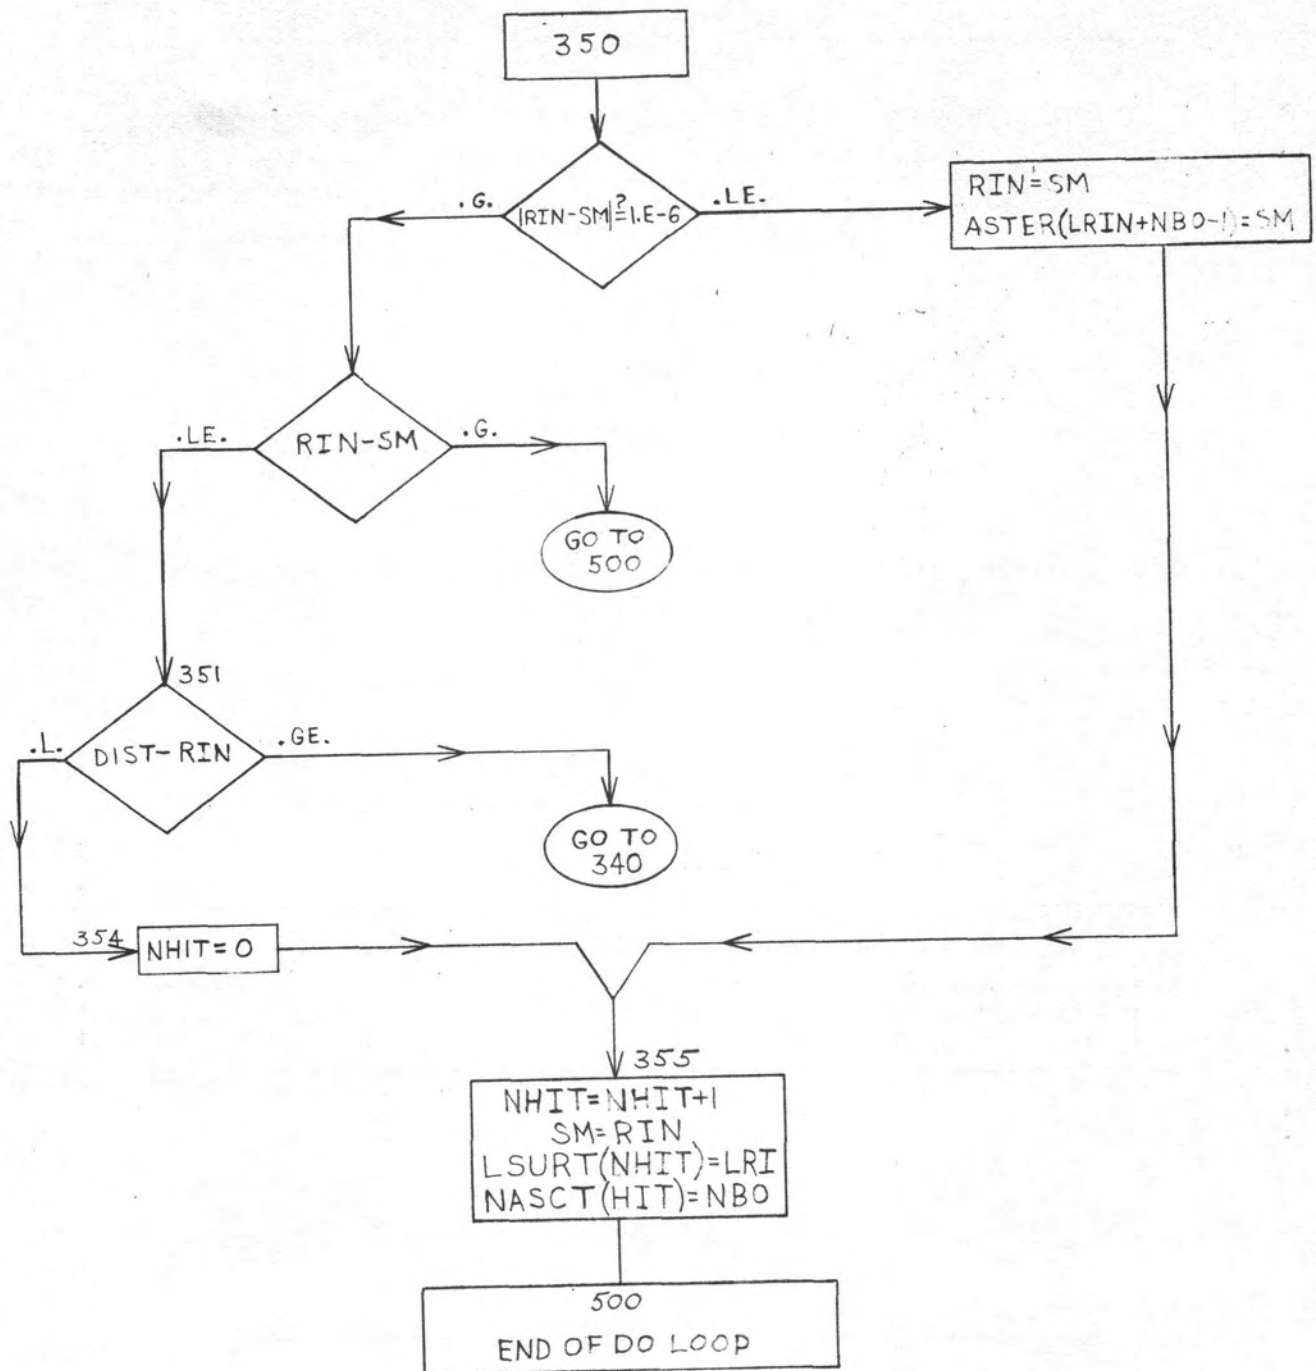 350
.G.
|RIN-SM|?=1.E-6
.LE.
RIN=SM
ASTER(LRIN+NBO-1)=SM
.LE.
RIN-SM
.G.
GO TO
500
351
.L.
DIST-RIN
.GE.
GO TO
340
354
NHIT=0
355
NHIT=NHIT+1
SM=RIN
LSURT(NHIT)=LRI
NASCT(HIT)=NBO
500
END OF DO LOOP